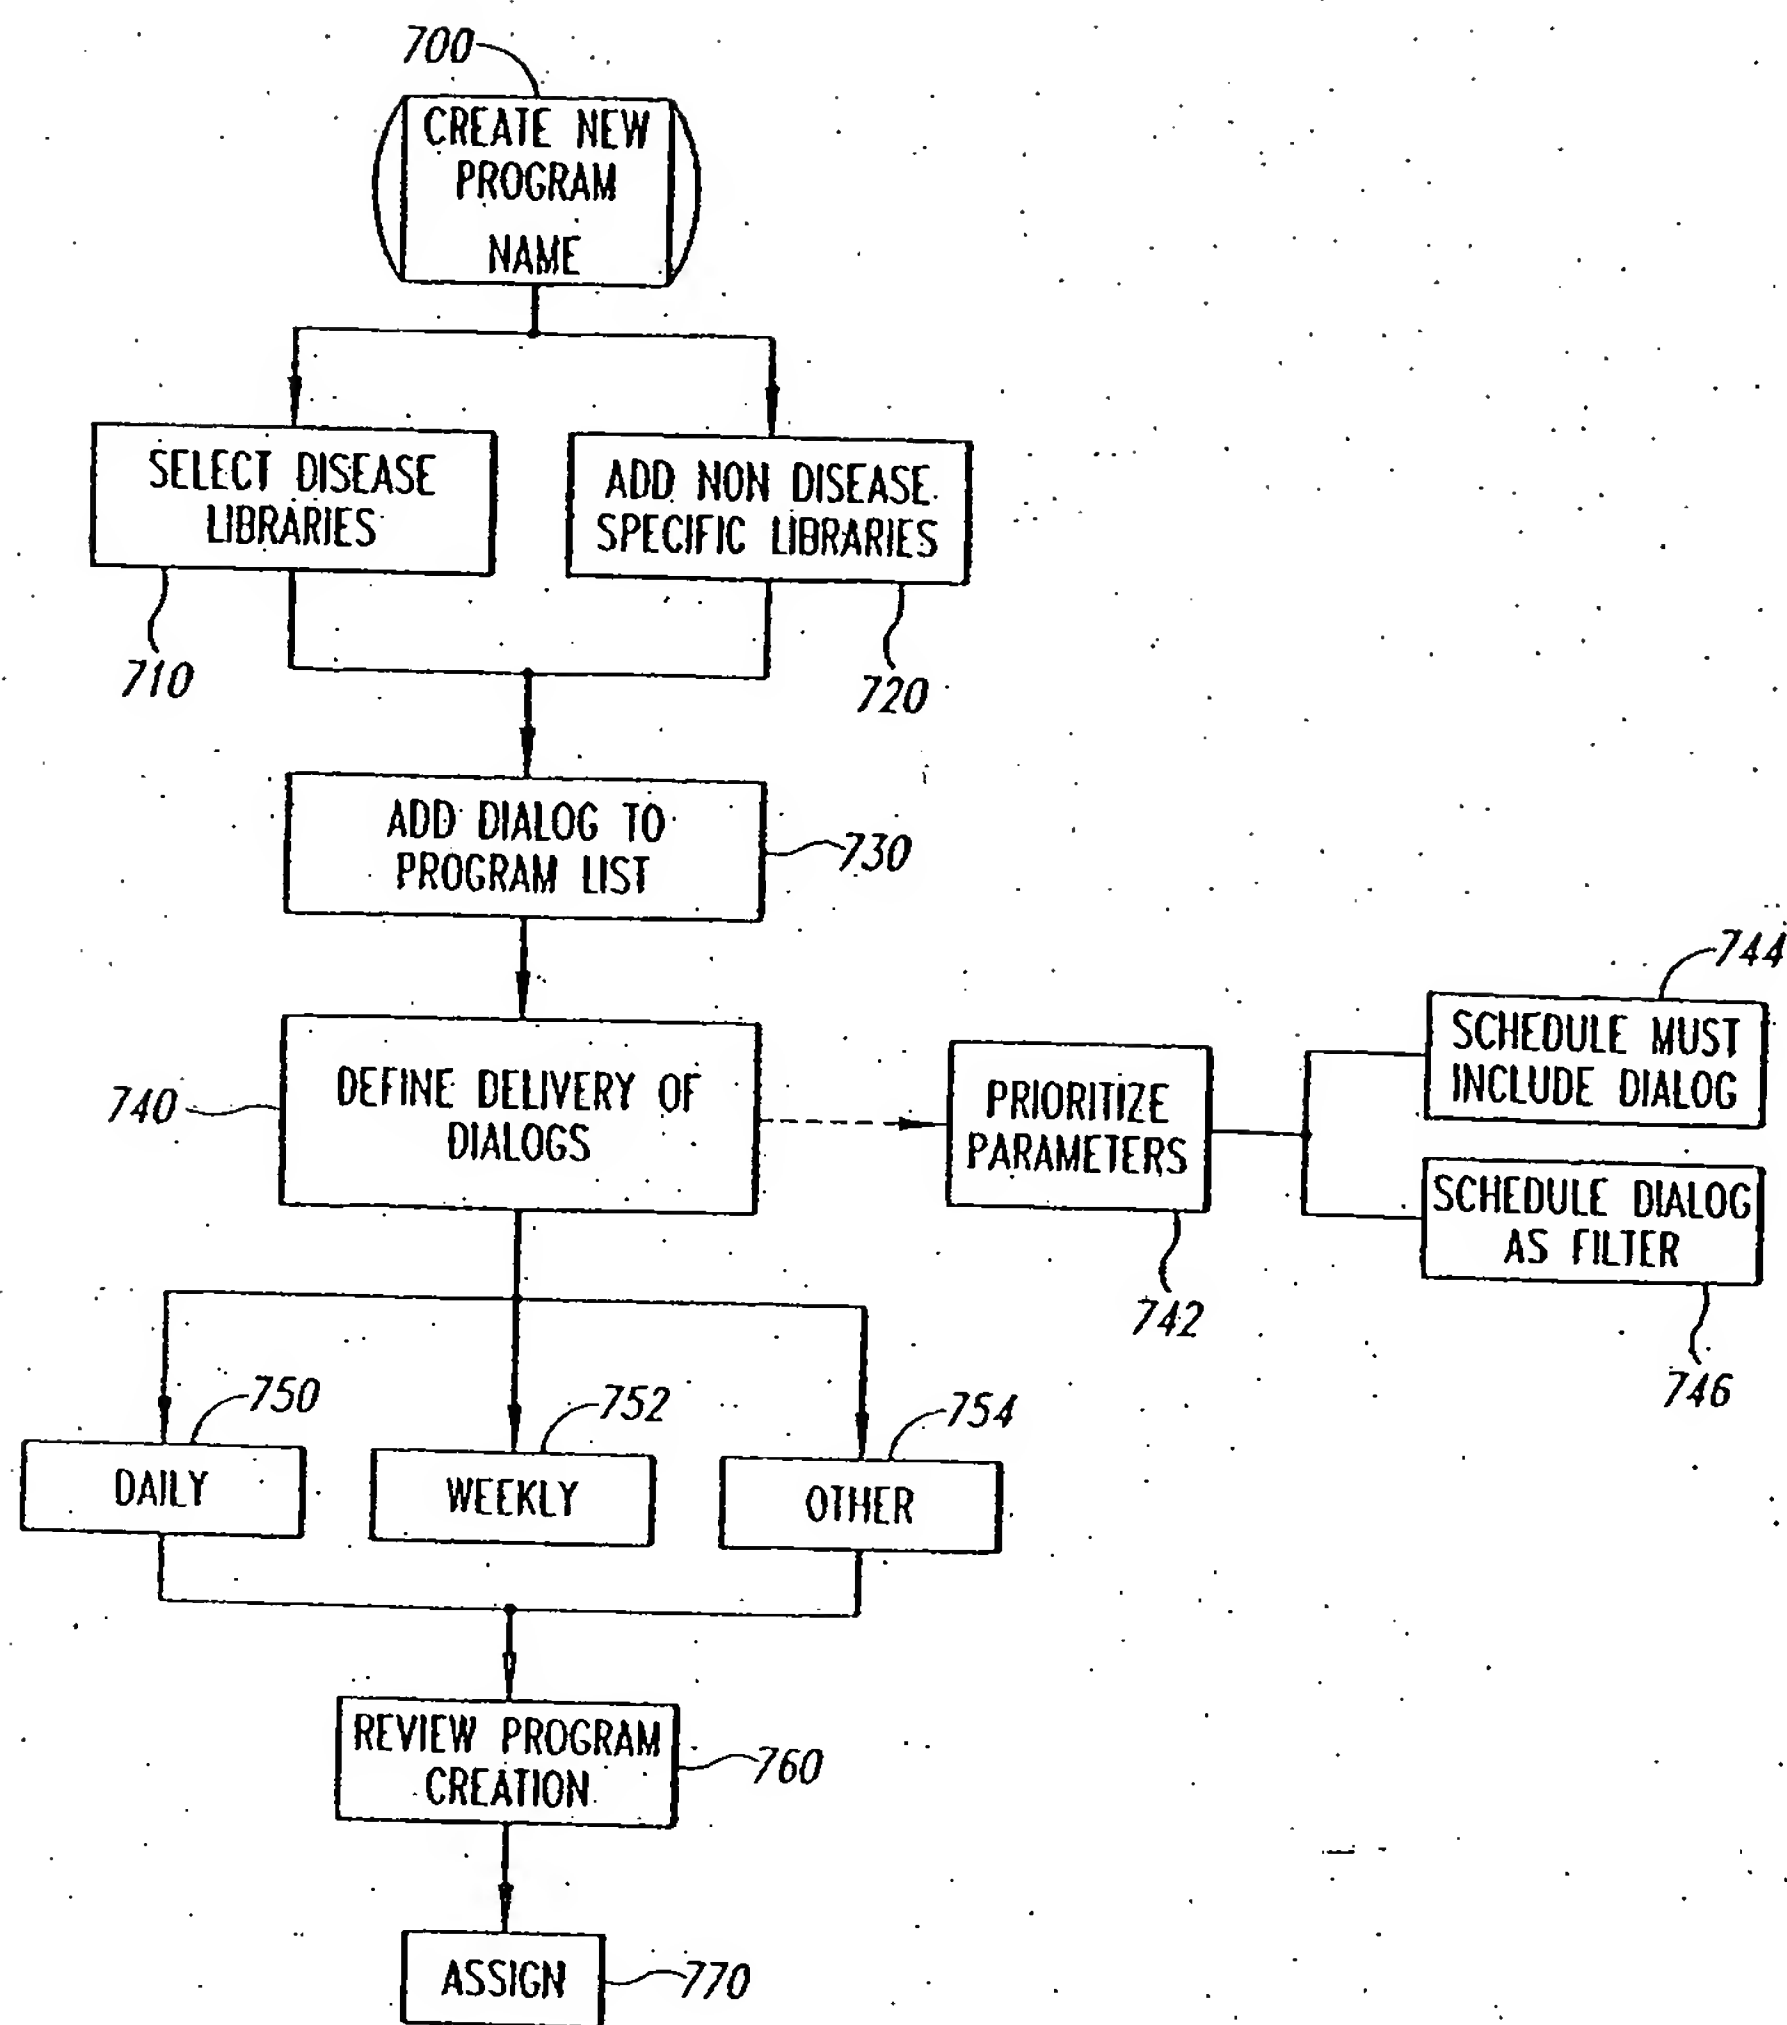 700
CREATE NEW
PROGRAM
NAME
SELECT DISEASE
LIBRARIES
710
ADD NON DISEASE
SPECIFIC LIBRARIES
720
ADD DIALOG TO
PROGRAM LIST
730
DEFINE DELIVERY OF
DIALOGS
740
PRIORITIZE
PARAMETERS
742
744
SCHEDULE MUST
INCLUDE DIALOG
SCHEDULE DIALOG
AS FILTER
746
750
DAILY
752
WEEKLY
754
OTHER
REVIEW PROGRAM
CREATION
760
ASSIGN
770